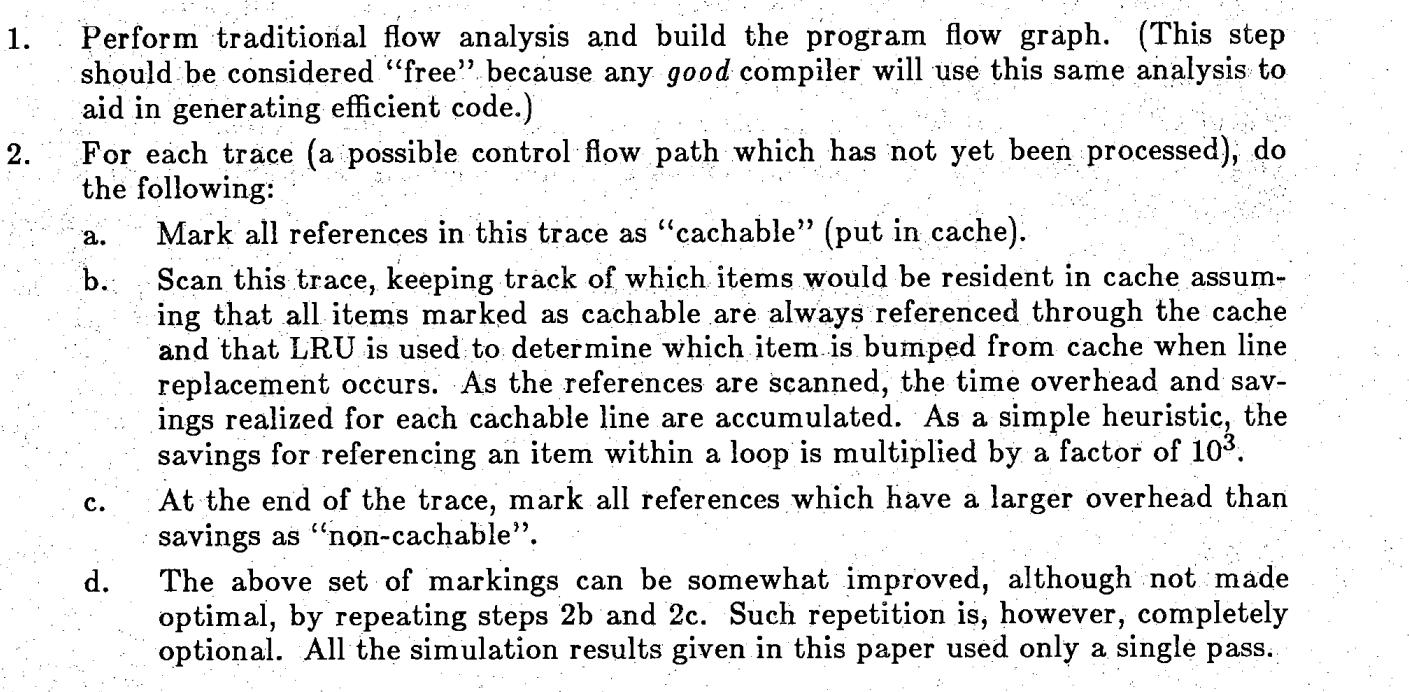 1. Perform traditional flow analysis and build the program flow graph. (This step
should be considered “free” because any good compiler will use this same analysis to
aid in generating efficient code.)
2. For each trace (a possible control flow path which has not yet been processed), do
the following:
a. Mark all references in this trace as “cachable” (put in cache).
b. Scan this trace, keeping track of which items would be resident in cache assum-
ing that all items marked as cachable are always referenced through the cache
and that LRU is used to determine which item is bumped from cache when line
replacement occurs. As the references are scanned, the time overhead and sav-
ings realized for each cachable line are accumulated. As a simple heuristic, the
savings for referencing an item within a loop is multiplied by a factor of 10³.
c. At the end of the trace, mark all references which have a larger overhead than
savings as “non-cachable”.
d. The above set of markings can be somewhat improved, although not made
optimal, by repeating steps 2b and 2c. Such repetition is, however, completely
optional. All the simulation results given in this paper used only a single pass.